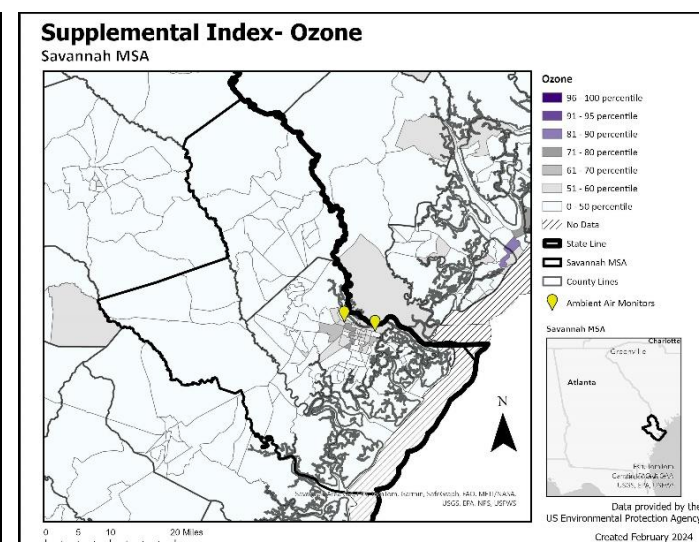 Supplemental Index- Ozone
Savannah MSA
Ozone
96 - 100 percentile
91 - 95 percentile
81 - 90 percentile
71 - 80 percentile
61 - 70 percentile
51 - 60 percentile
0 - 50 percentile
No Data
State Line
Savannah MSA
County Lines
Ambient Air Monitors
Savannah MSA
Charlotte
Greenville
Atlanta
USGS, EPA, USFWS
N
USGS, EPA, NPS, USFWS
0 5 10 20 Miles
Data provided by the
US Environmental Protection Agency
Created February 2024